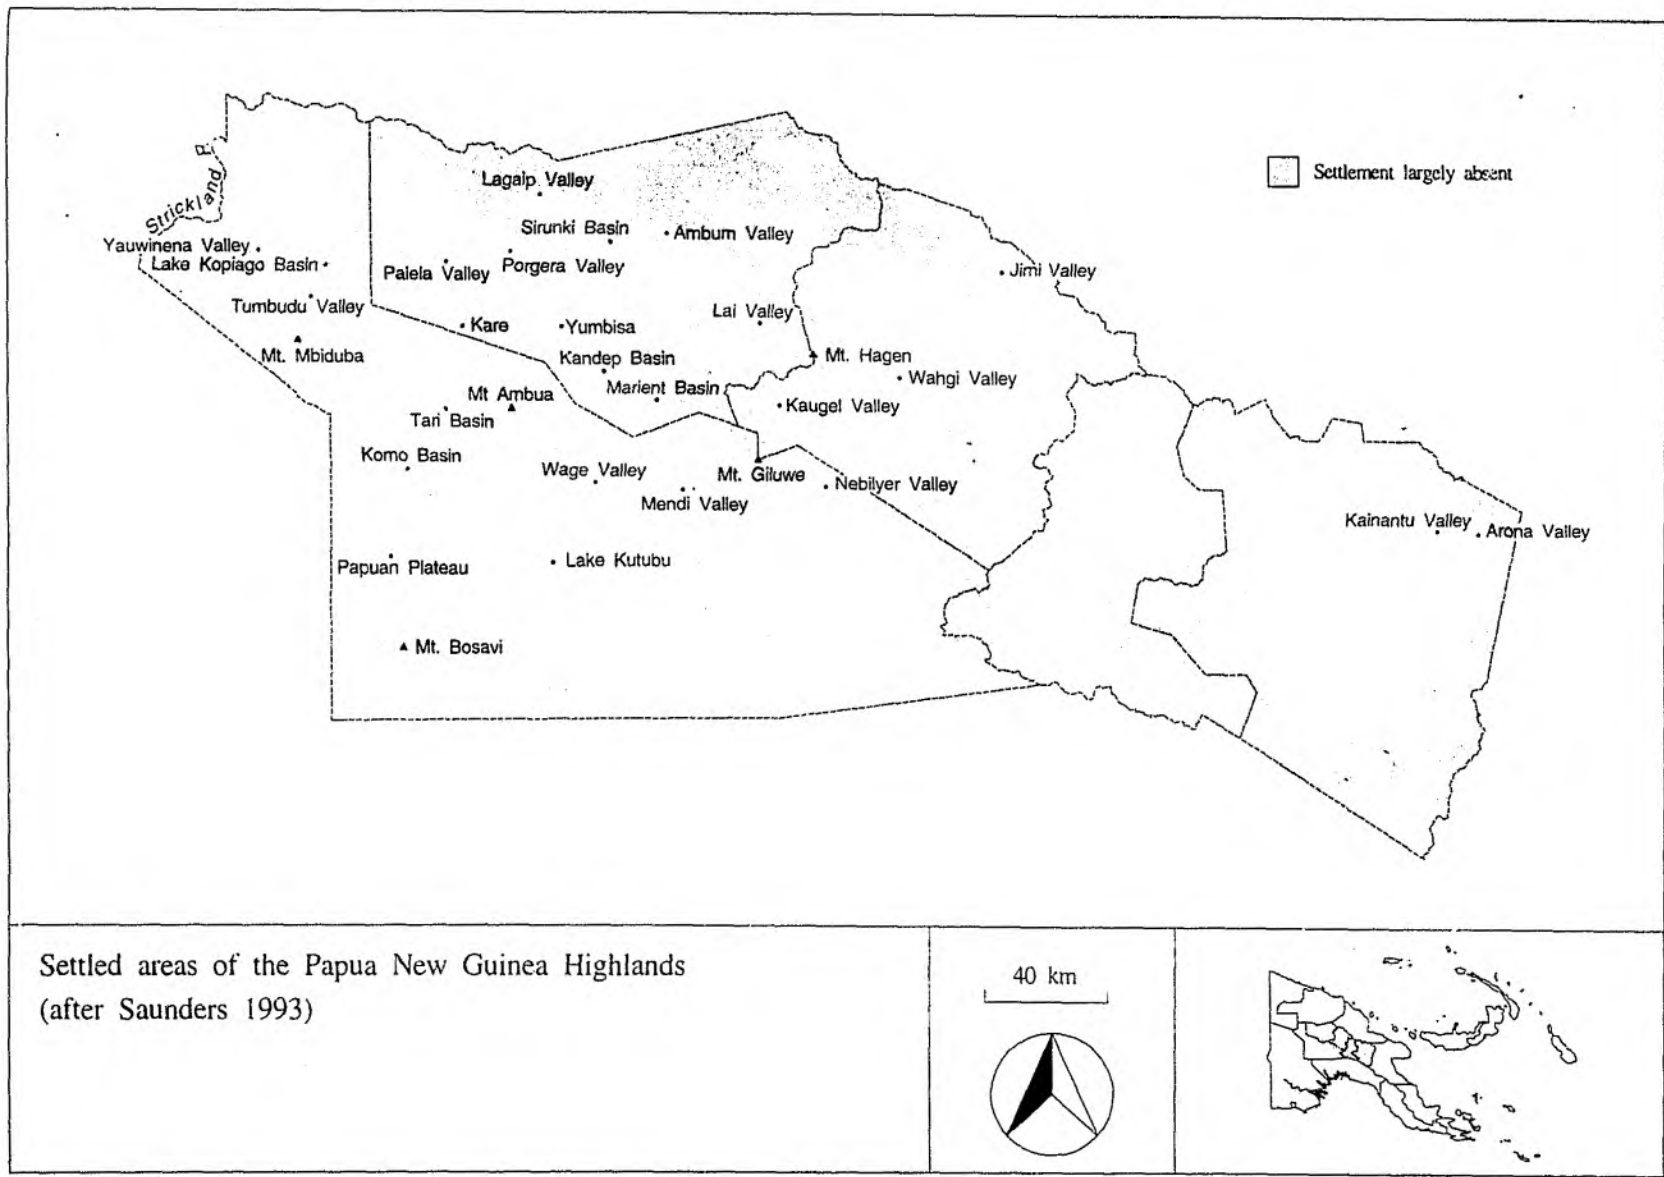 Strickland R.
Lagaip Valley
Settlement largely absent
Sirunki Basin
Ambum Valley
Yauwinena Valley
Lake Kopiago Basin
Paiela Valley
Porgera Valley
Jimi Valley
Tumbudu Valley
Lai Valley
Kare
Yumbisa
Mt. Mbiduba
Kandep Basin
Mt. Hagen
Wahgi Valley
Mt Ambua
Marient Basin
Kaugel Valley
Tari Basin
Komo Basin
Wage Valley
Mt. Giluwe
Nebilyer Valley
Mendi Valley
Kainantu Valley
Arona Valley
Papuan Plateau
Lake Kutubu
Mt. Bosavi
Settled areas of the Papua New Guinea Highlands
(after Saunders 1993)
40 km